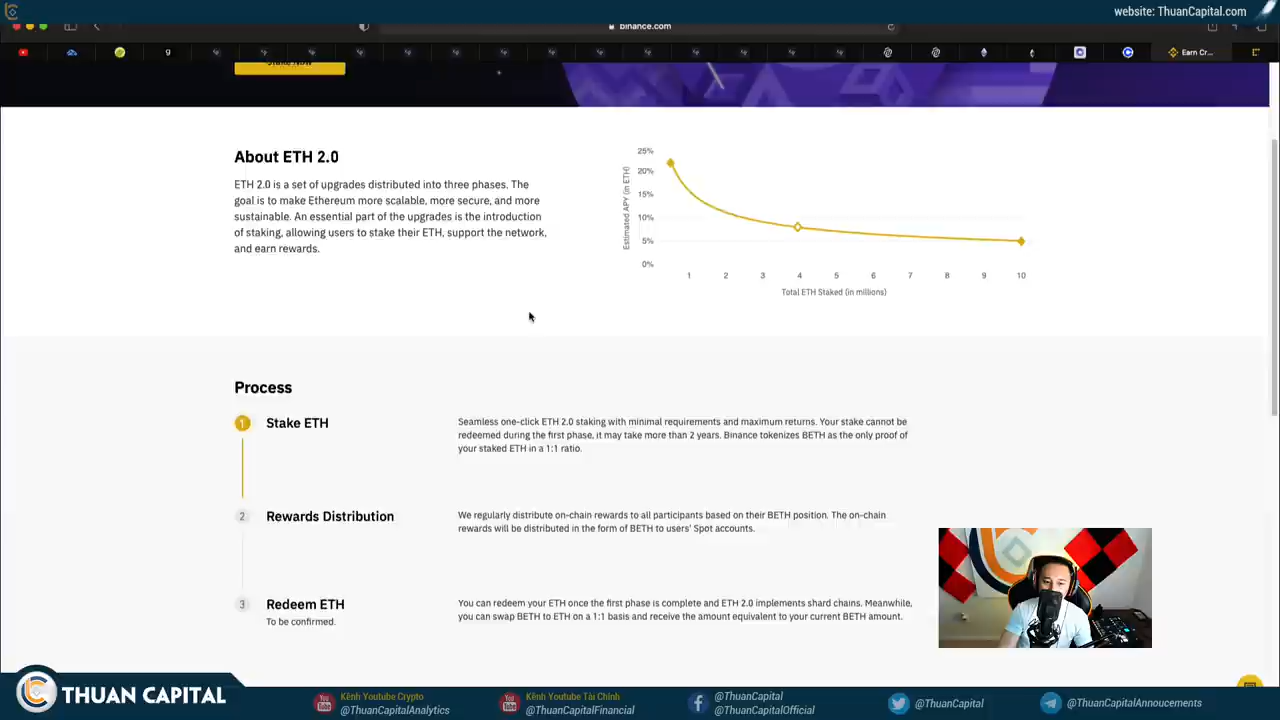 website: ThuanCapital.com
binance.com
g
Earn Cr...
Stake Now
About ETH 2.0
ETH 2.0 is a set of upgrades distributed into three phases. The
goal is to make Ethereum more scalable, more secure, and more
sustainable. An essential part of the upgrades is the introduction
of staking, allowing users to stake their ETH, support the network,
and earn rewards.
Estimated APY (in ETH)
25%
20%
15%
10%
5%
0%
1 2 3 4 5 6 7 8 9 10
Total ETH Staked (in millions)
Process
1 Stake ETH
Seamless one-click ETH 2.0 staking with minimal requirements and maximum returns. Your stake cannot be
redeemed during the first phase, it may take more than 2 years. Binance tokenizes BETH as the only proof of
your staked ETH in a 1:1 ratio.
2 Rewards Distribution
We regularly distribute on-chain rewards to all participants based on their BETH position. The on-chain
rewards will be distributed in the form of BETH to users' Spot accounts.
3 Redeem ETH
To be confirmed.
You can redeem your ETH once the first phase is complete and ETH 2.0 implements shard chains. Meanwhile,
you can swap BETH to ETH on a 1:1 basis and receive the amount equivalent to your current BETH amount.
THUAN CAPITAL
You Tube
Kênh Youtube Crypto
@ThuanCapitalAnalytics
You Tube
Kênh Youtube Tài Chính
@ThuanCapitalFinancial
@ThuanCapital
@ThuanCapitalOfficial
@ThuanCapital
@ThuanCapitalAnnoucements